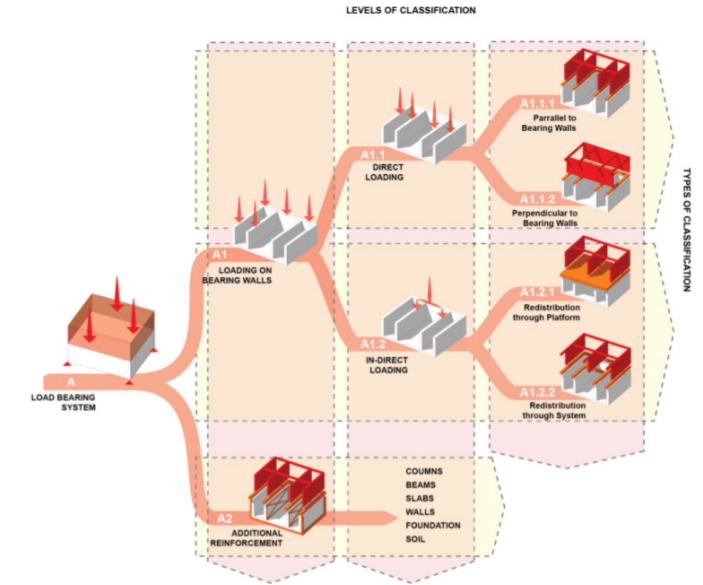 LEVELS OF CLASSIFICATION
A1.1.1
Parrallel to
Bearing Walls
A1.1
DIRECT
LOADING
A1.1.2
Perpendicular to
Bearing Walls
TYPES OF CLASSIFICATION
A1
LOADING ON
BEARING WALLS
A1.2.1
Redistribution
through Platform
A1.2
IN-DIRECT
LOADING
A
LOAD BEARING
SYSTEM
A1.2.2
Redistribution
through System
A2
ADDITIONAL
REINFORCEMENT
COUMNS
BEAMS
SLABS
WALLS
FOUNDATION
SOIL